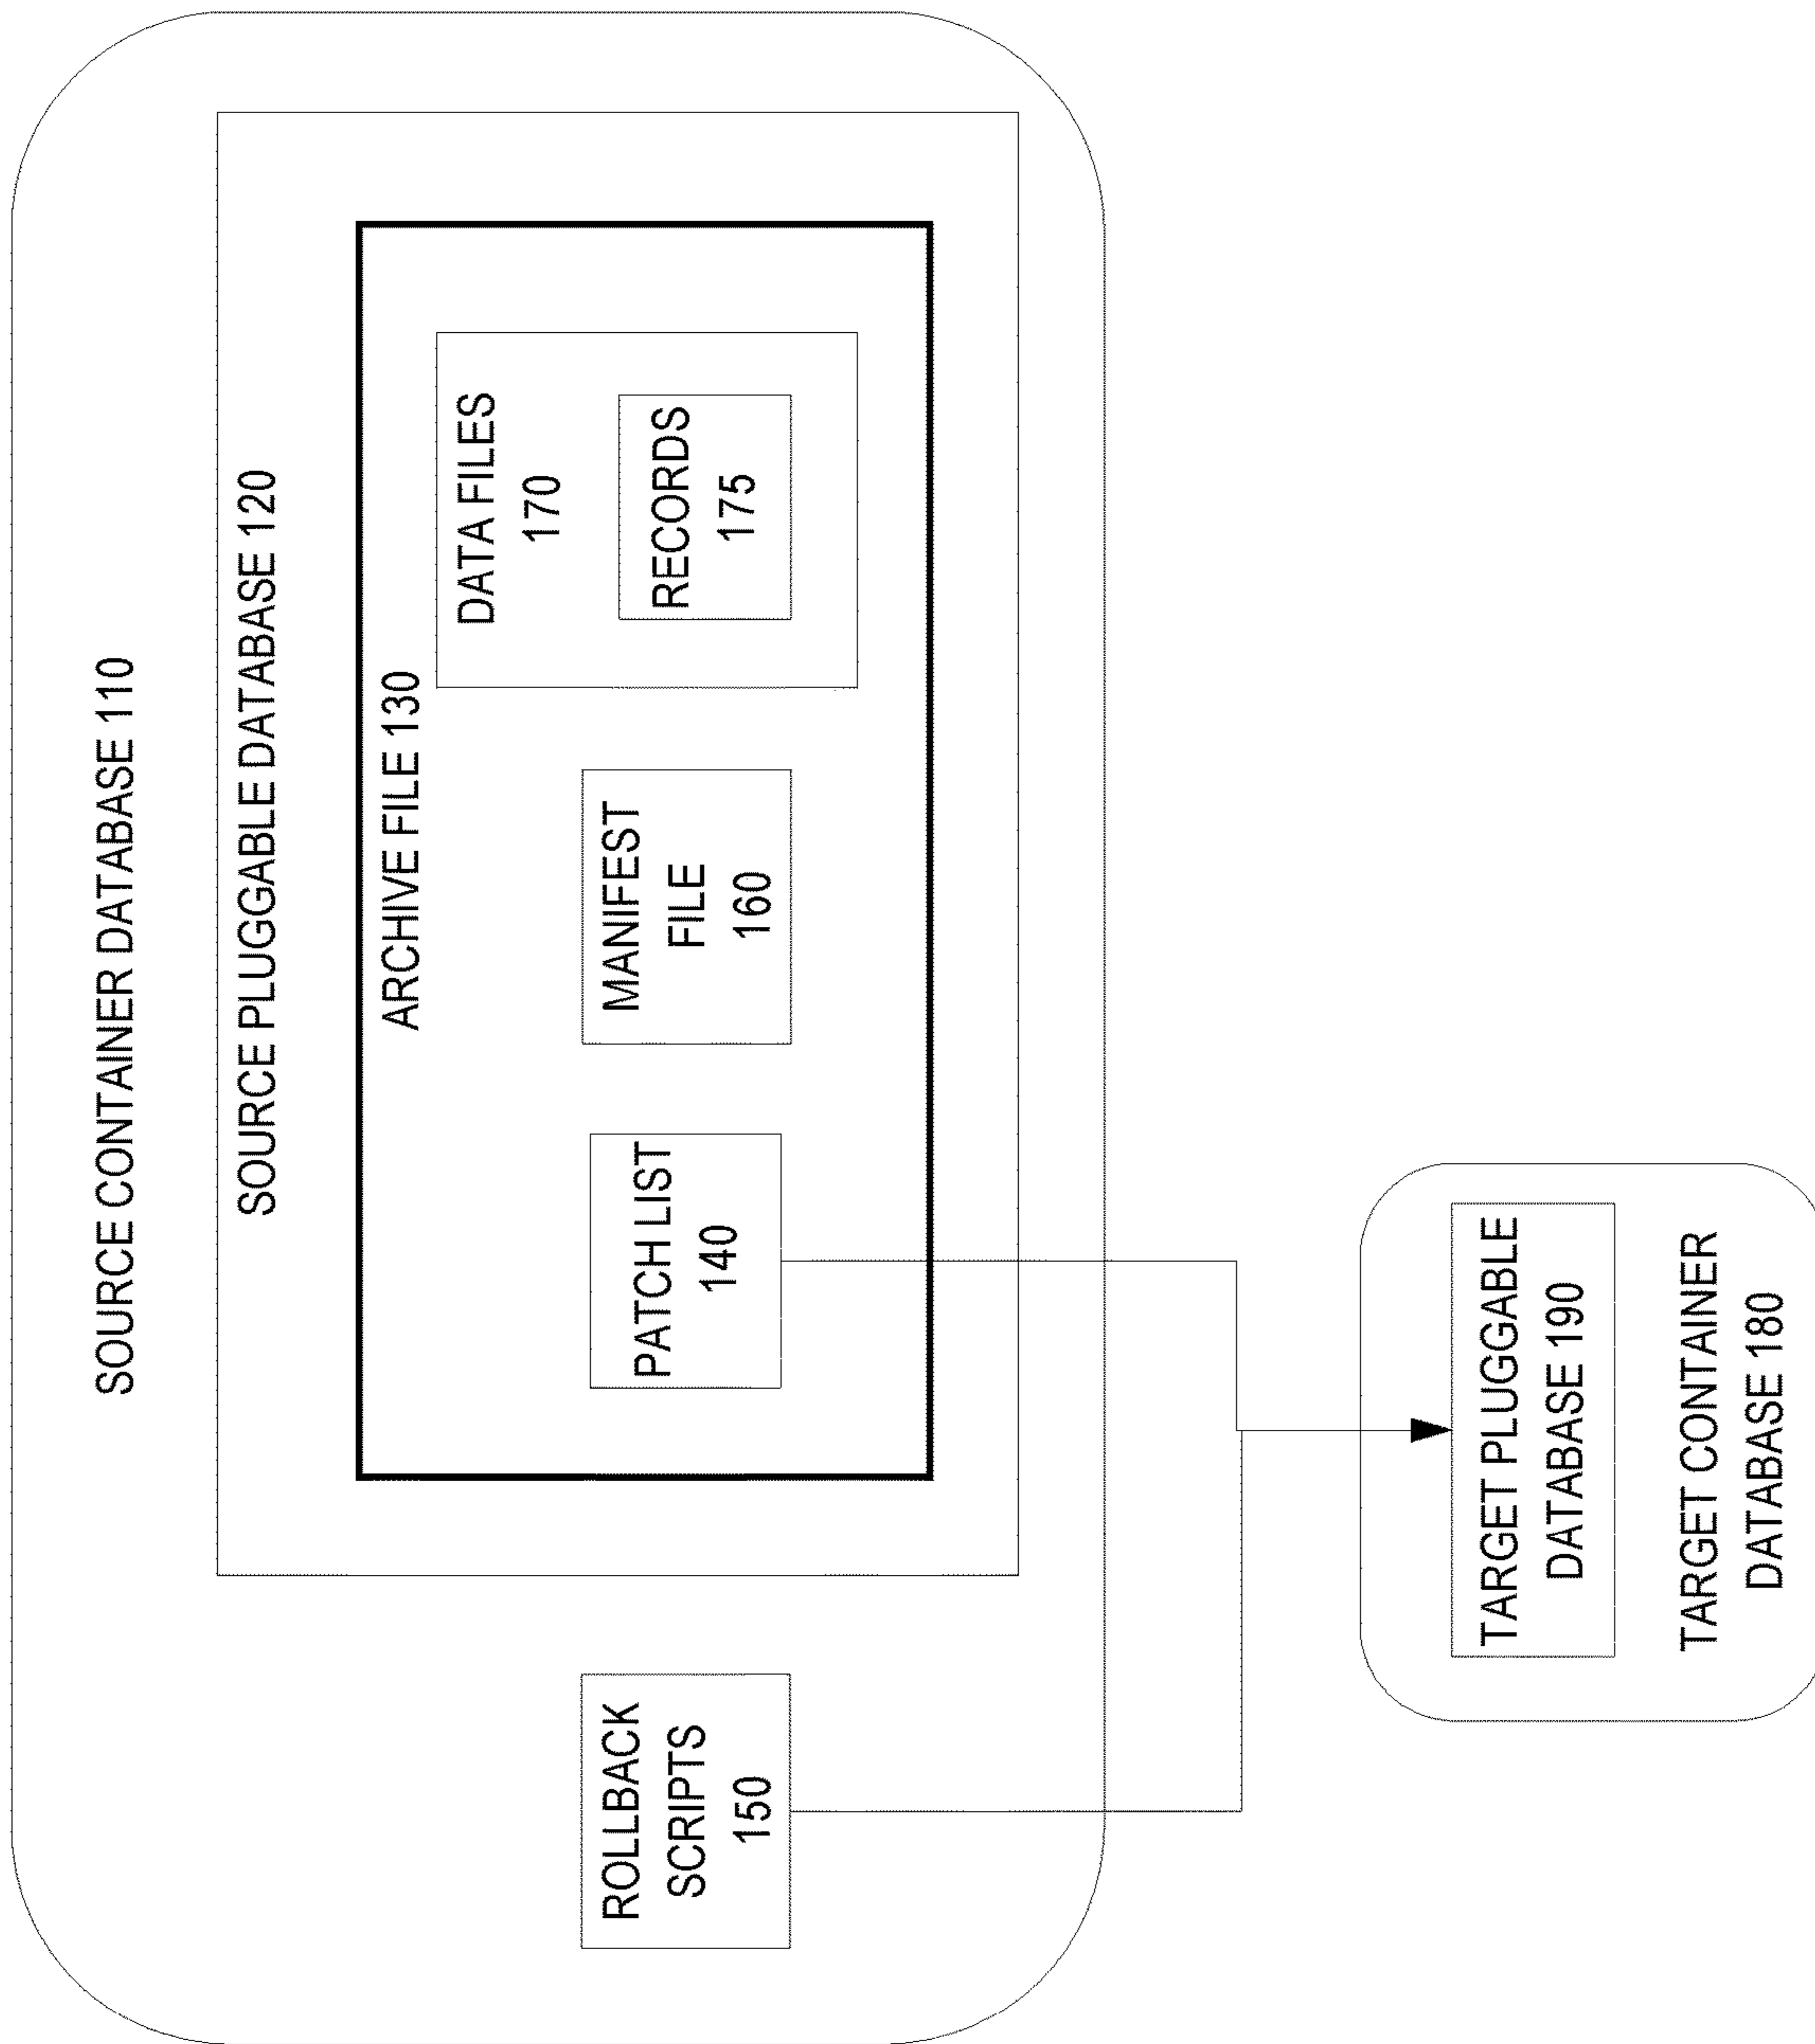 SOURCE CONTAINER DATABASE 110
SOURCE PLUGGABLE DATABASE 120
ARCHIVE FILE 130
ROLLBACK
SCRIPTS
150
PATCH LIST
140
MANIFEST
FILE
160
DATA FILES
170
RECORDS
175
TARGET PLUGGABLE
DATABASE 190
TARGET CONTAINER
DATABASE 180